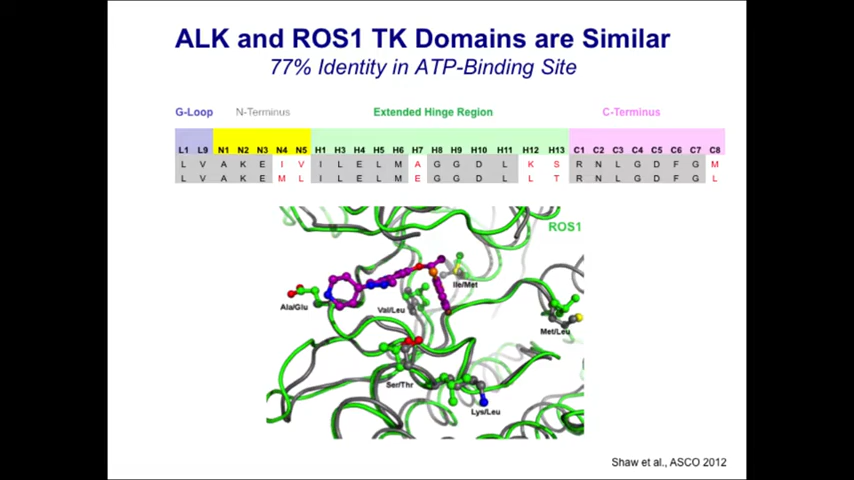 ALK and ROS1 TK Domains are Similar
77% Identity in ATP-Binding Site
G-Loop N-Terminus Extended Hinge Region C-Terminus
L1 L9 N1 N2 N3 N4 N5 H1 H3 H4 H5 H6 H7 H8 H9 H10 H11 H12 H13 C1 C2 C3 C4 C5 C6 C7 C8
L V A K E I V I L E L M A G G D L K S R N L G D F G M
L V A K E M L I L E L M E G G D L L T R N L G D F G L
ROS1
Ile/Met
Ala/Glu
Val/Leu
Met/Leu
Ser/Thr
Lys/Leu
Shaw et al., ASCO 2012